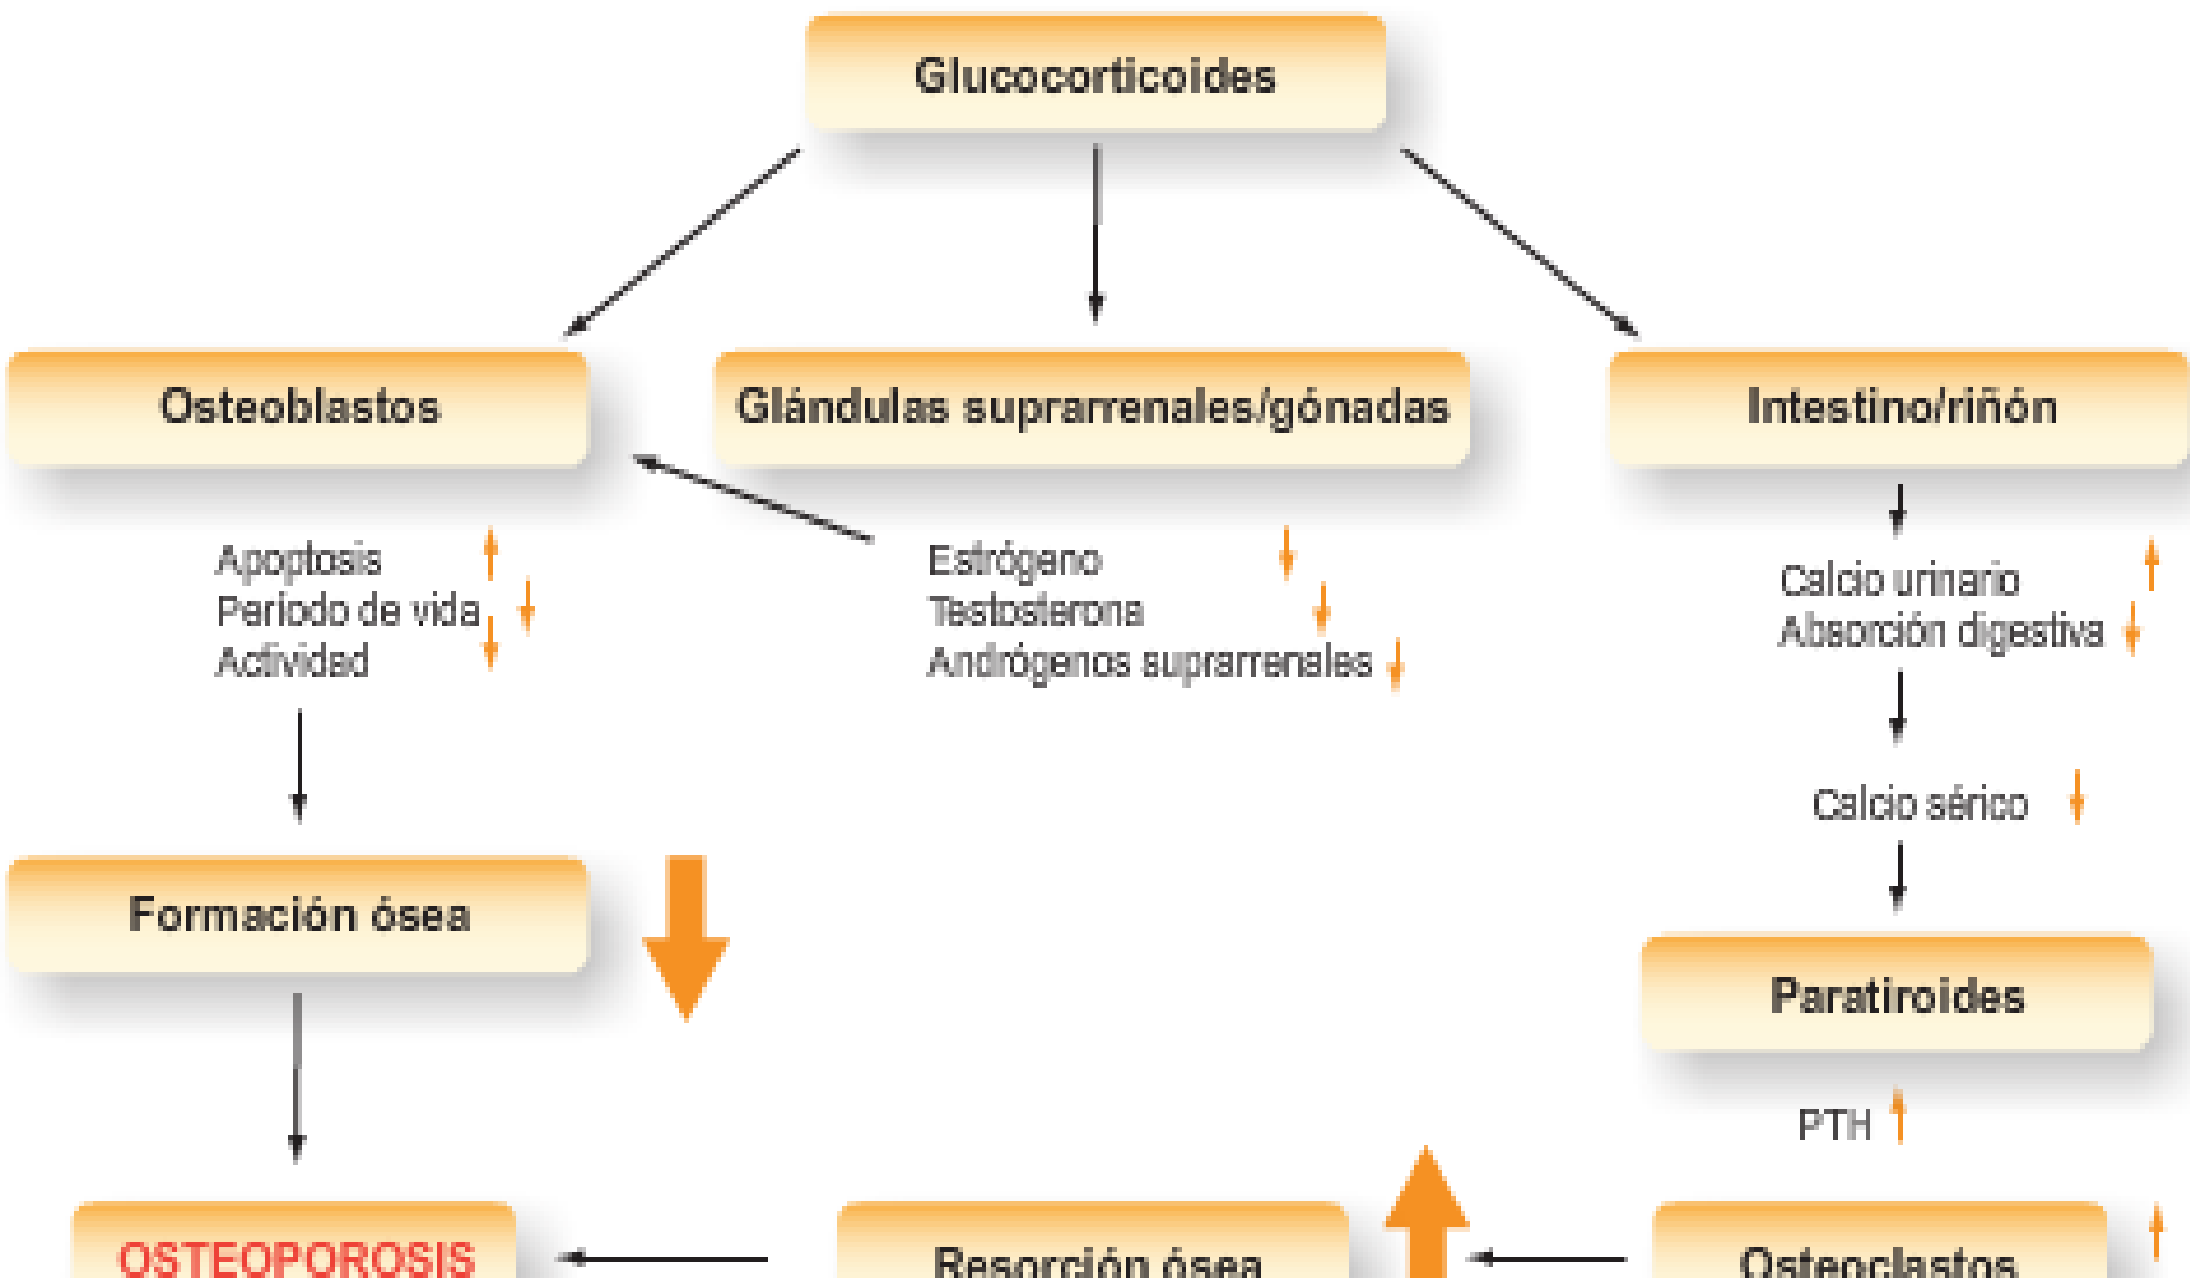 Glucocorticoides
Osteoblastos
Glándulas suprarrenales/gónadas
Intestino/riñón
Apoptosis
Período de vida
Actividad
Estrógeno
Testosterona
Andrógenos suprarrenales
Calcio urinario
Absorción digestiva
Calcio sérico
Formación ósea
Paratiroides
PTH
OSTEOPOROSIS
Resorción ósea
Osteoclastos